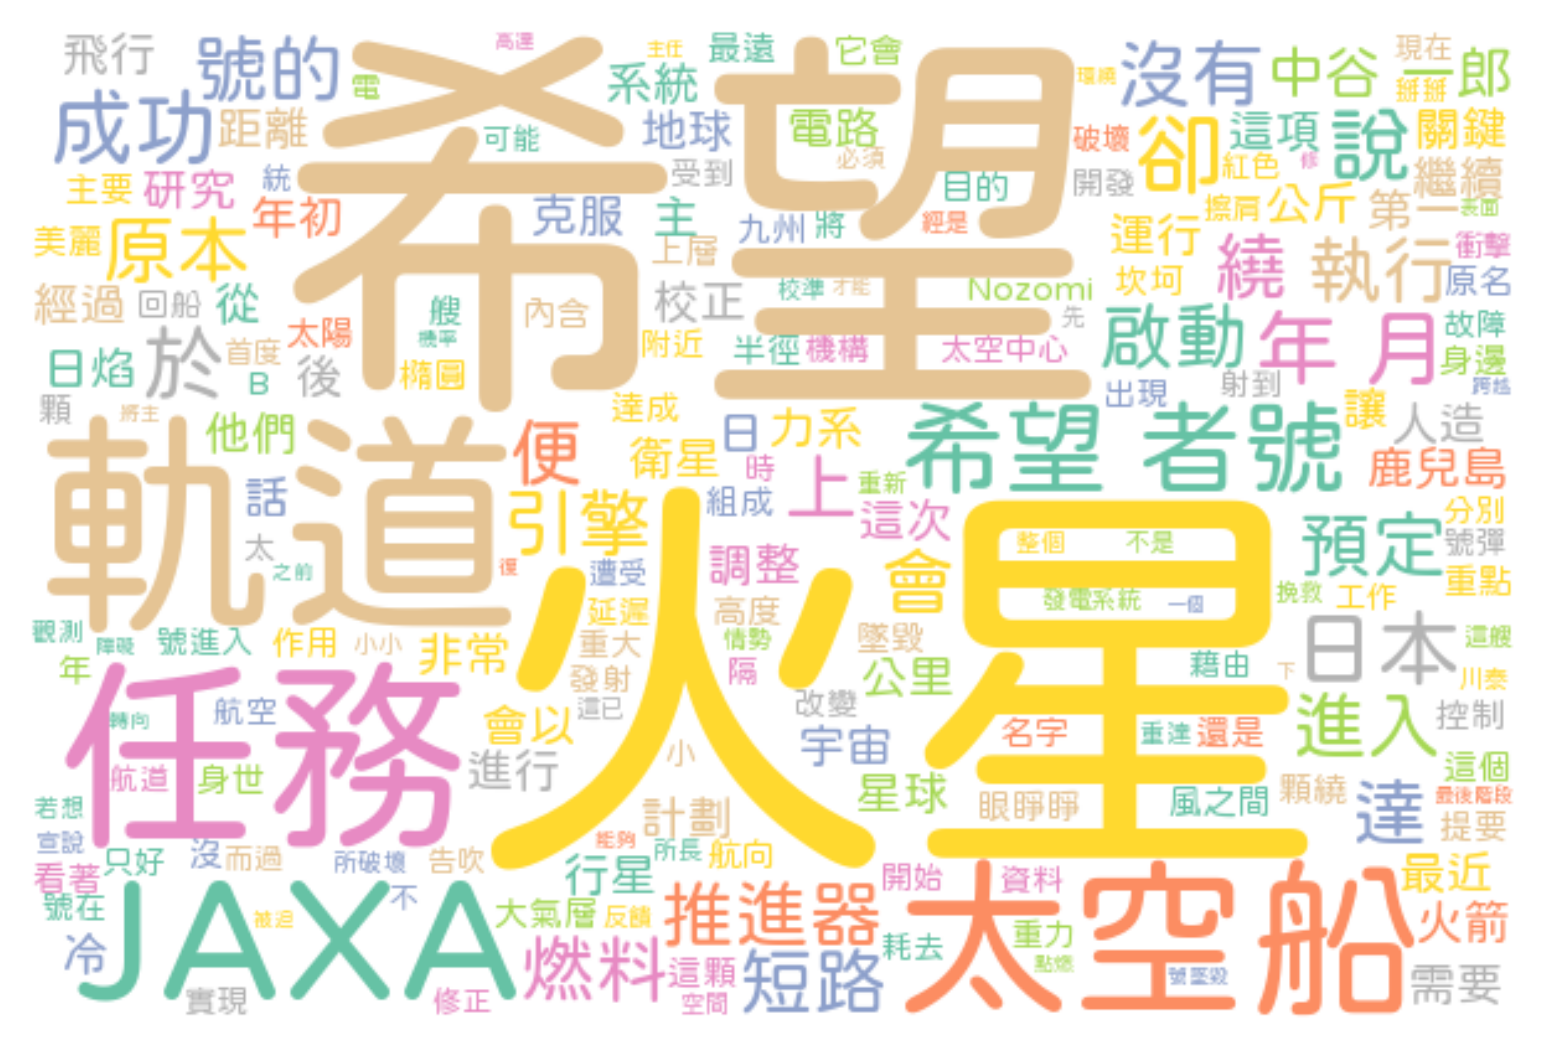 飛行
號的
希望
高達
主任
最遠
它會
沒有
中谷 一郎
現在
掰掰
電
系統
環繞
成功
距離
可能
地球
電路
必須
破壞
卻
這項
說
關鍵
主要
研究
統
受到
目的
開發
紅色
修
繼續
年初
克服
主
九州
將
經是
擦肩
公斤
第一
表面
美麗
原本
上層
運行
繞
執行
衝擊
原名
經過
回船
從
艘
內含
校正
校準
才能
Nozomi
坎坷
太陽
機率
先
啟動
年 月
故障
日焰
於
首度
B
後
橢圓
附近
半徑
機構
太空中心
射到
身邊
跨越
顆
將主
出現
軌道
他們
便
達成
日
力系
希望 者號
讓
人造
衛星
時
鹿兒島
話
引擎
組成
上
重新
這次
分別
太
之前
復
遭受
調整
火星
會
整個
不是
預定
號彈
重點
延遲
高度
發電系統
一個
挽救
工作
觀測
障礙
號進入
作用
小小
非常
重大
情勢
墜毀
日本
這艘
年
任務
發射
隔
公里
藉由
下
川泰
轉向
航空
會以
這已
改變
進入
控制
進行
小
宇宙
名字
重達
還是
航道
身世
星球
眼睜睜
風之間
顆繞
達
這個
最後階段
若想
計劃
提要
宣說
只好
沒
而過
所破壞
告吹
能夠
所長
航向
看著
行星
開始
資料
最近
號在
JAXA
不
被迫
大氣層
反饋
推進器
太空船
火箭
冷
燃料
這顆
短路
耗去
重力
點燃
實現
修正
空間
號墜毀
需要